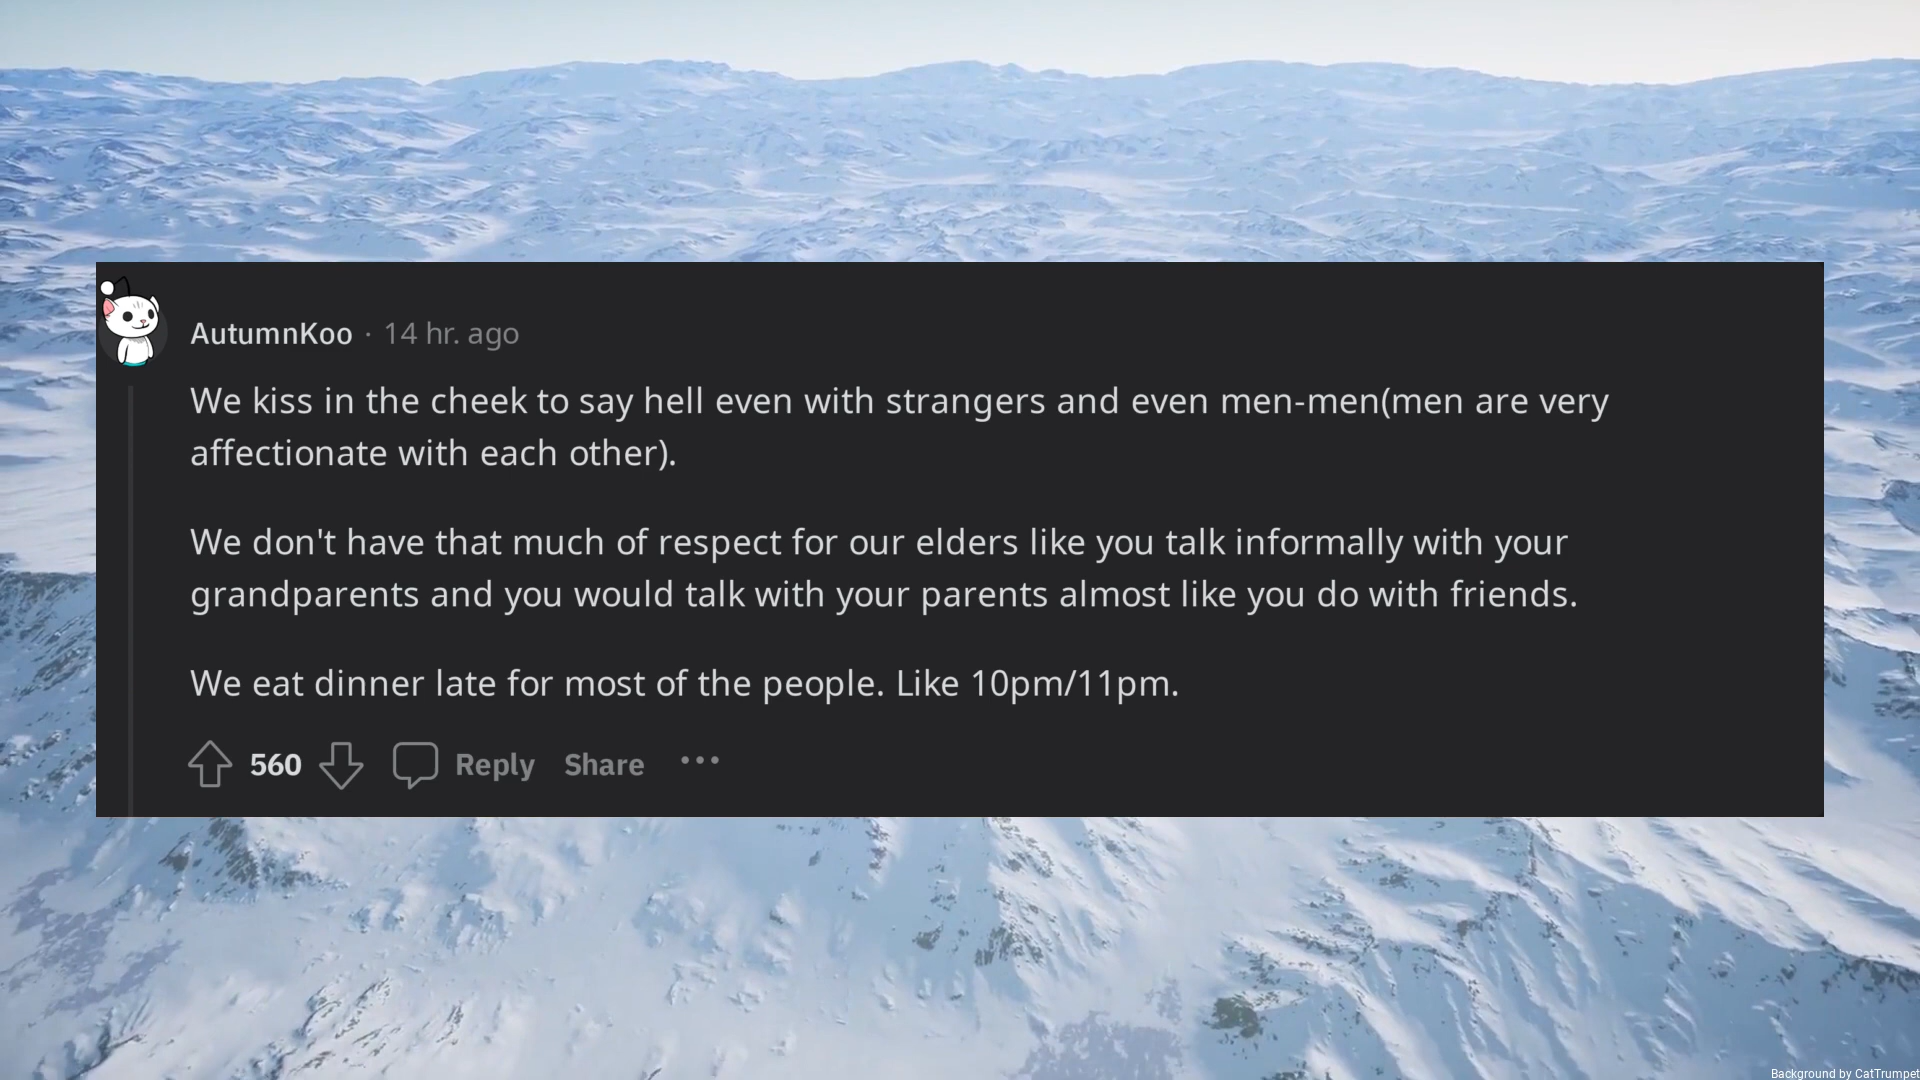 AutumnKoo · 14 hr. ago
We kiss in the cheek to say hell even with strangers and even men-men(men are very
affectionate with each other).
We don't have that much of respect for our elders like you talk informally with your
grandparents and you would talk with your parents almost like you do with friends.
We eat dinner late for most of the people. Like 10pm/11pm.
560 Reply Share ...
Background by CatTrumpet